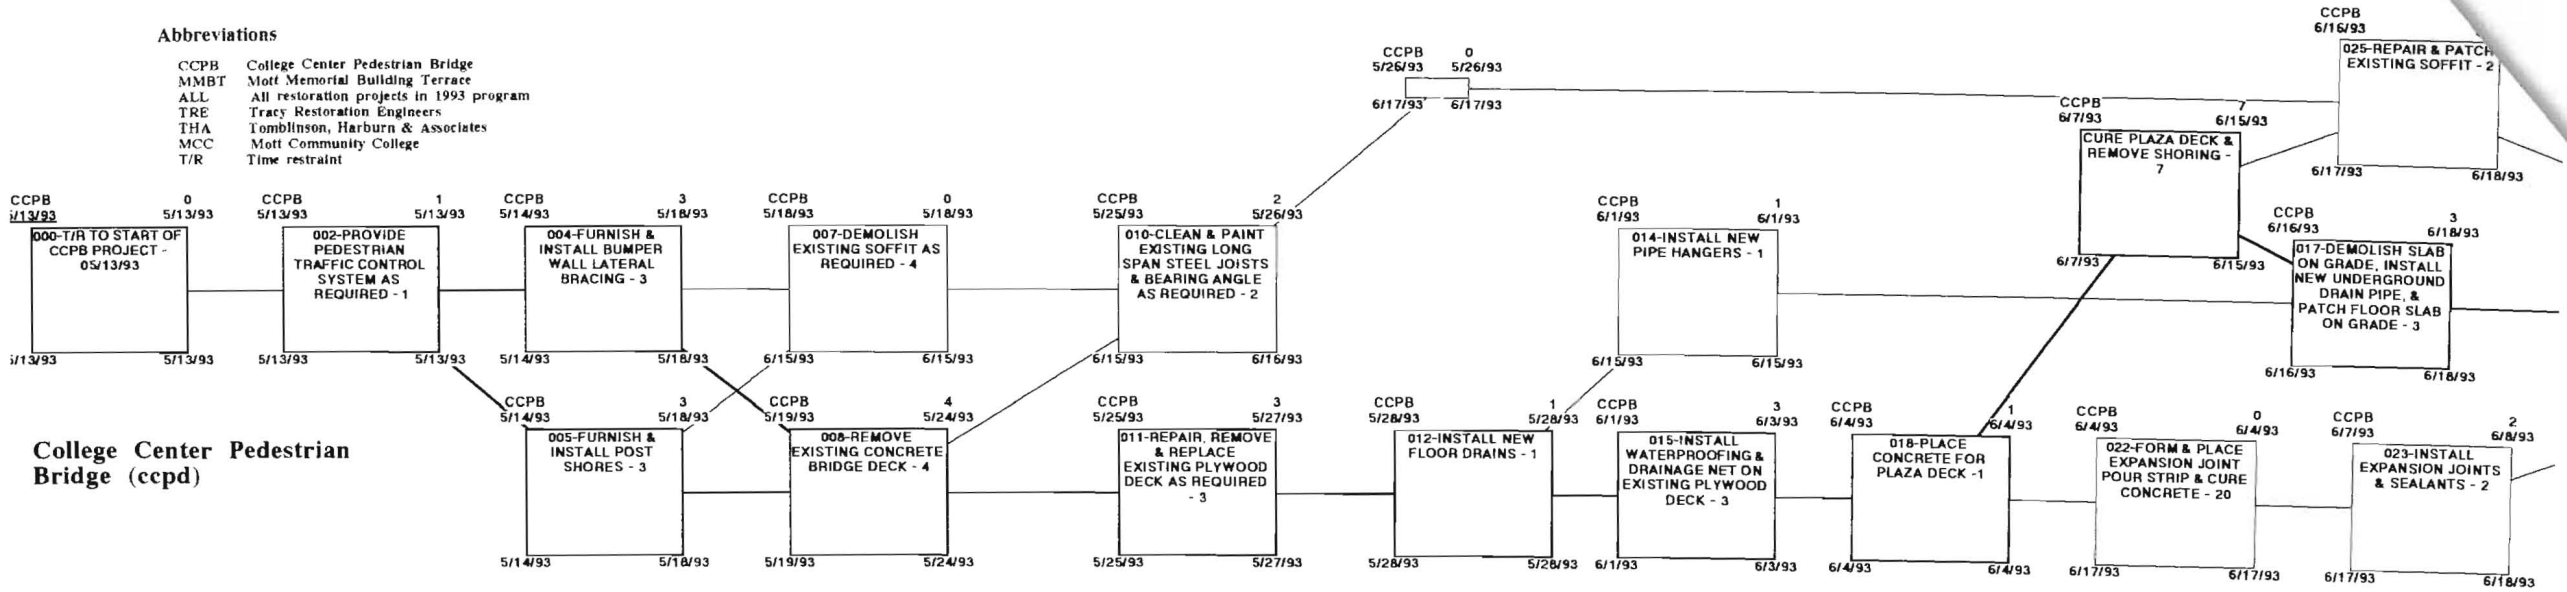 Abbreviations
CCPB College Center Pedestrian Bridge
MMBT Mott Memorial Building Terrace
ALL All restoration projects in 1993 program
TRE Tracy Restoration Engineers
THA Tomblinson, Harburn & Associates
MCC Mott Community College
T/R Time restraint
CCPB 0
5/13/93 5/13/93
000-T/R TO START OF
CCPB PROJECT -
05/13/93
5/13/93 5/13/93
CCPB 1
5/13/93 5/13/93
002-PROVIDE
PEDESTRIAN
TRAFFIC CONTROL
SYSTEM AS
REQUIRED - 1
5/13/93 5/13/93
CCPB 3
5/14/93 5/18/93
004-FURNISH &
INSTALL BUMPER
WALL LATERAL
BRACING - 3
5/14/93 5/18/93
CCPB 0
5/18/93 5/18/93
007-DEMOLISH
EXISTING SOFFIT AS
REQUIRED - 4
6/15/93 6/15/93
CCPB 2
5/25/93 5/26/93
010-CLEAN & PAINT
EXISTING LONG
SPAN STEEL JOISTS
& BEARING ANGLE
AS REQUIRED - 2
6/15/93 6/16/93
CCPB 0
5/26/93 5/26/93
6/17/93 6/17/93
CCPB 1
6/1/93 6/1/93
014-INSTALL NEW
PIPE HANGERS - 1
6/15/93 6/15/93
CCPB 7
6/7/93 6/15/93
CURE PLAZA DECK &
REMOVE SHORING -
7
6/7/93 6/15/93
CCPB
6/16/93
025-REPAIR & PATCH
EXISTING SOFFIT - 2
6/17/93 6/18/93
CCPB 3
6/16/93 6/18/93
017-DEMOLISH SLAB
ON GRADE, INSTALL
NEW UNDERGROUND
DRAIN PIPE, &
PATCH FLOOR SLAB
ON GRADE - 3
6/16/93 6/18/93
College Center Pedestrian
Bridge (ccpd)
CCPB 3
5/14/93 5/18/93
005-FURNISH &
INSTALL POST
SHORES - 3
5/14/93 5/18/93
CCPB 4
5/19/93 5/24/93
008-REMOVE
EXISTING CONCRETE
BRIDGE DECK - 4
5/19/93 5/24/93
CCPB 3
5/25/93 5/27/93
011-REPAIR, REMOVE
& REPLACE
EXISTING PLYWOOD
DECK AS REQUIRED
- 3
5/25/93 5/27/93
CCPB 1
5/28/93 5/28/93
012-INSTALL NEW
FLOOR DRAINS - 1
5/28/93 5/28/93
CCPB 3
6/1/93 6/3/93
015-INSTALL
WATERPROOFING &
DRAINAGE NET ON
EXISTING PLYWOOD
DECK - 3
6/1/93 6/3/93
CCPB 1
6/4/93 6/4/93
018-PLACE
CONCRETE FOR
PLAZA DECK -1
6/4/93 6/4/93
CCPB 0
6/4/93 6/4/93
022-FORM & PLACE
EXPANSION JOINT
POUR STRIP & CURE
CONCRETE - 20
6/17/93 6/17/93
CCPB 2
6/7/93 6/8/93
023-INSTALL
EXPANSION JOINTS
& SEALANTS - 2
6/17/93 6/18/93